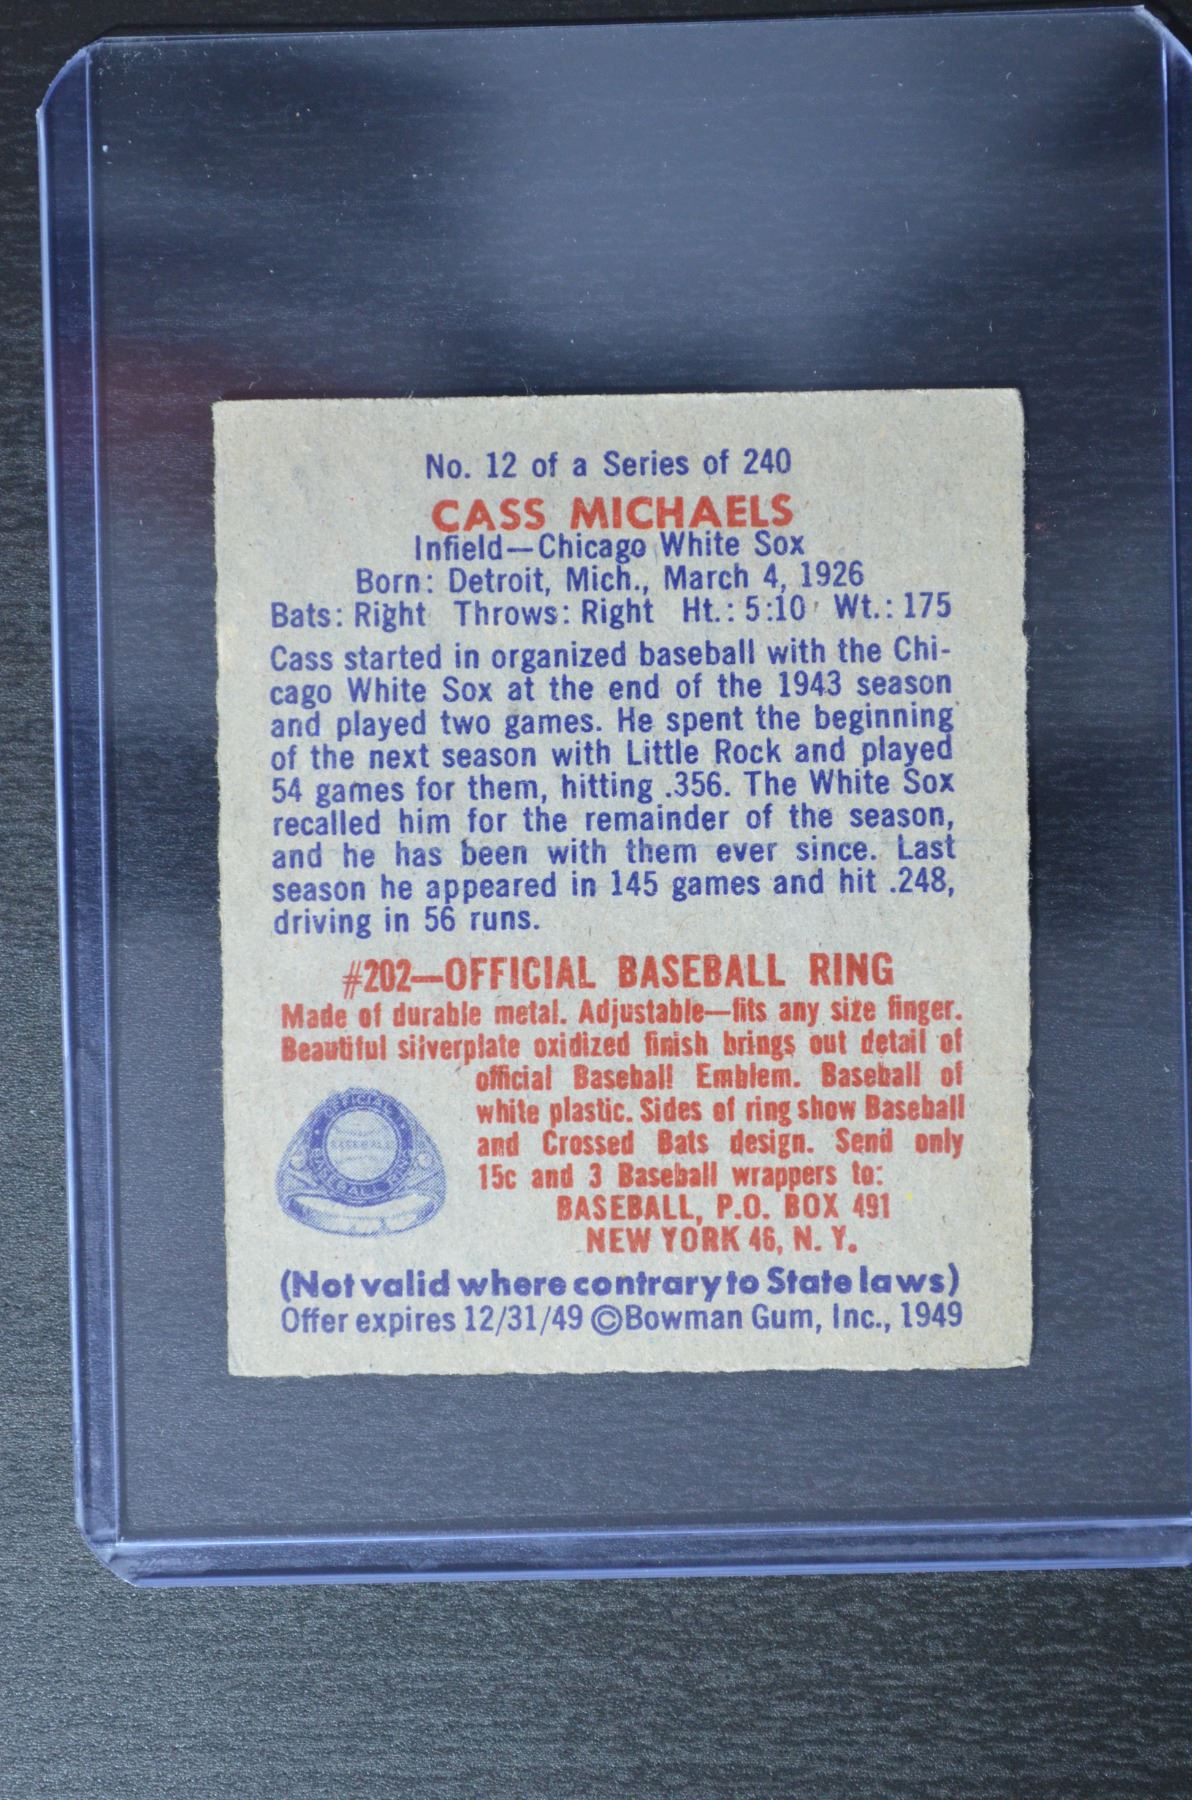 No. 12 of a Series of 240
CASS MICHAELS
Infield—Chicago White Sox
Born: Detroit, Mich., March 4, 1926
Bats: Right Throws: Right Ht.: 5:10 Wt.: 175
Cass started in organized baseball with the Chi-
cago White Sox at the end of the 1943 season
and played two games. He spent the beginning
of the next season with Little Rock and played
54 games for them, hitting .356. The White Sox
recalled him for the remainder of the season,
and he has been with them ever since. Last
season he appeared in 145 games and hit .248,
driving in 56 runs.
#202—OFFICIAL BASEBALL RING
Made of durable metal. Adjustable—fits any size finger.
Beautiful silverplate oxidized finish brings out detail of
official Baseball Emblem. Baseball of
white plastic. Sides of ring show Baseball
and Crossed Bats design. Send only
15c and 3 Baseball wrappers to:
BASEBALL, P.O. BOX 491
NEW YORK 46, N. Y.
OFFICIAL
BASEBALL
BASEBALL RING
(Not valid where contrary to State laws)
Offer expires 12/31/49 ©Bowman Gum, Inc., 1949